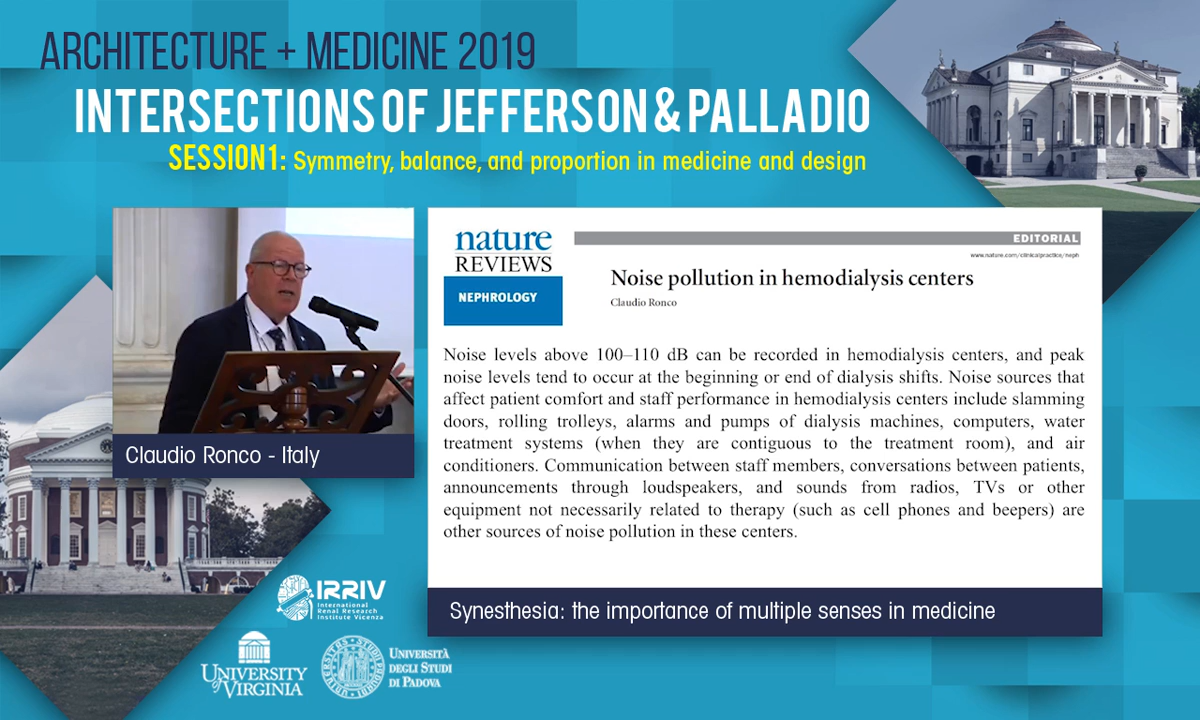 ARCHITECTURE + MEDICINE 2019
INTERSECTIONS OF JEFFERSON & PALLADIO
SESSION 1: Symmetry, balance, and proportion in medicine and design
nature
REVIEWS
NEPHROLOGY
EDITORIAL
www.nature.com/clinicalpractice/neph
Noise pollution in hemodialysis centers
Claudio Ronco
Noise levels above 100–110 dB can be recorded in hemodialysis centers, and peak
noise levels tend to occur at the beginning or end of dialysis shifts. Noise sources that
affect patient comfort and staff performance in hemodialysis centers include slamming
doors, rolling trolleys, alarms and pumps of dialysis machines, computers, water
treatment systems (when they are contiguous to the treatment room), and air
conditioners. Communication between staff members, conversations between patients,
announcements through loudspeakers, and sounds from radios, TVs or other
equipment not necessarily related to therapy (such as cell phones and beepers) are
other sources of noise pollution in these centers.
Claudio Ronco - Italy
Synesthesia: the importance of multiple senses in medicine
IRRIV
International
Renal Research
Institute Vicenza
UNIVERSITY
of VIRGINIA
UNIVERSITÀ
DEGLI STUDI
DI PADOVA